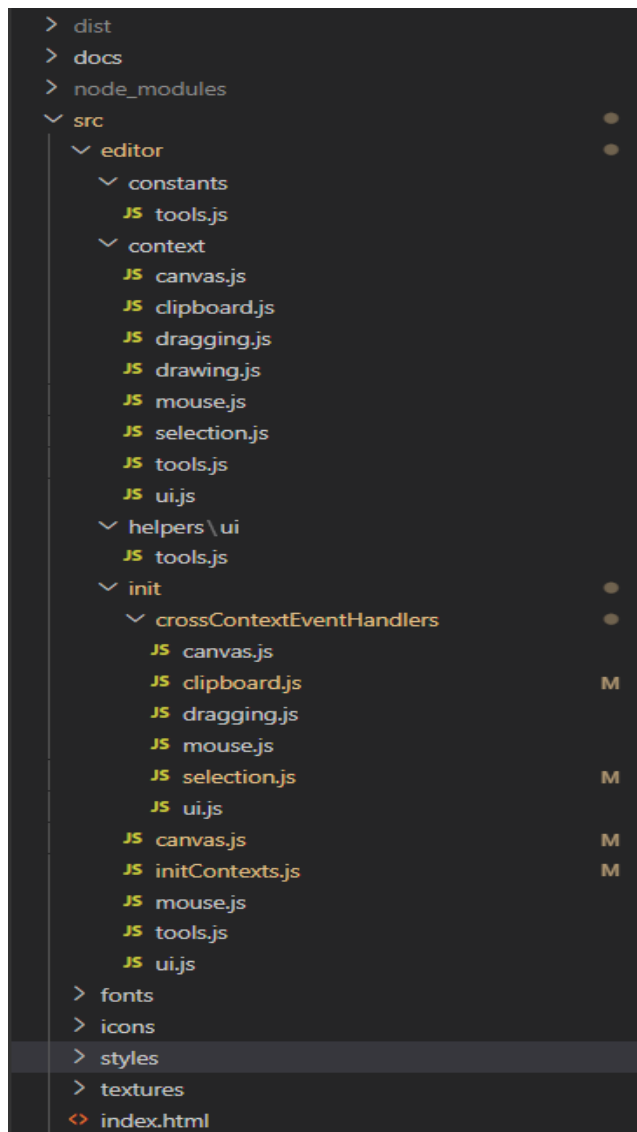 dist
docs
node_modules
src
editor
constants
JS tools.js
context
JS canvas.js
JS clipboard.js
JS dragging.js
JS drawing.js
JS mouse.js
JS selection.js
JS tools.js
JS ui.js
helpers\ui
JS tools.js
init
crossContextEventHandlers
JS canvas.js
JS clipboard.js M
JS dragging.js
JS mouse.js
JS selection.js M
JS ui.js
JS canvas.js M
JS initContexts.js M
JS mouse.js
JS tools.js
JS ui.js
fonts
icons
styles
textures
<> index.html